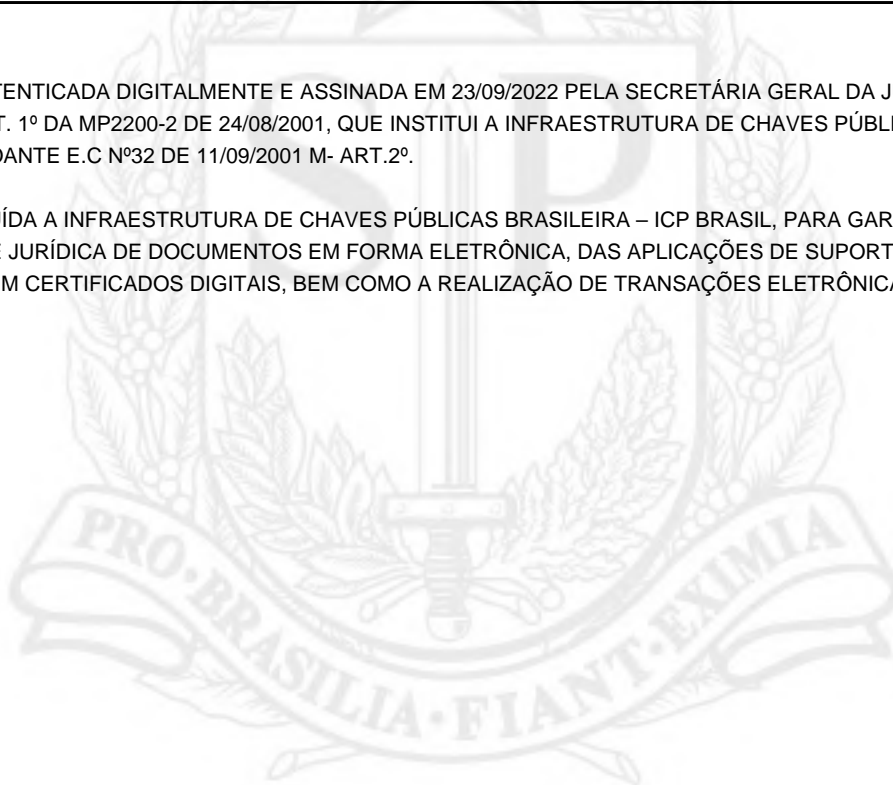 TENTICADA DIGITALMENTE E ASSINADA EM 23/09/2022 PELA SECRETÁRIA GERAL DA J
T. 1º DA MP2200-2 DE 24/08/2001, QUE INSTITUI A INFRAESTRUTURA DE CHAVES PÚBL
DANTE E.C Nº32 DE 11/09/2001 M- ART.2º.
ÍDA A INFRAESTRUTURA DE CHAVES PÚBLICAS BRASILEIRA – ICP BRASIL, PARA GAR
E JURÍDICA DE DOCUMENTOS EM FORMA ELETRÔNICA, DAS APLICAÇÕES DE SUPORT
M CERTIFICADOS DIGITAIS, BEM COMO A REALIZAÇÃO DE TRANSAÇÕES ELETRÔNICA
SP
PRO·BRASILIA·FIANT·EXIMIA